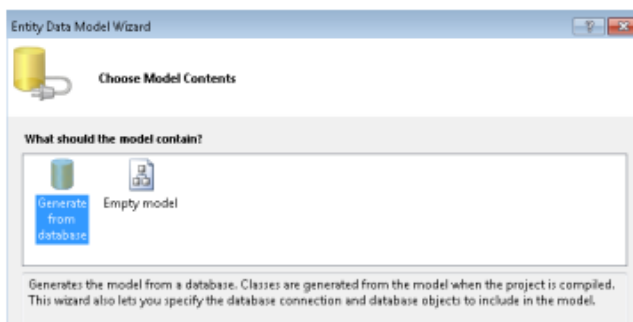 Entity Data Model Wizard
Choose Model Contents
What should the model contain?
Generate from database
Empty model
Generates the model from a database. Classes are generated from the model when the project is compiled.
This wizard also lets you specify the database connection and database objects to include in the model.